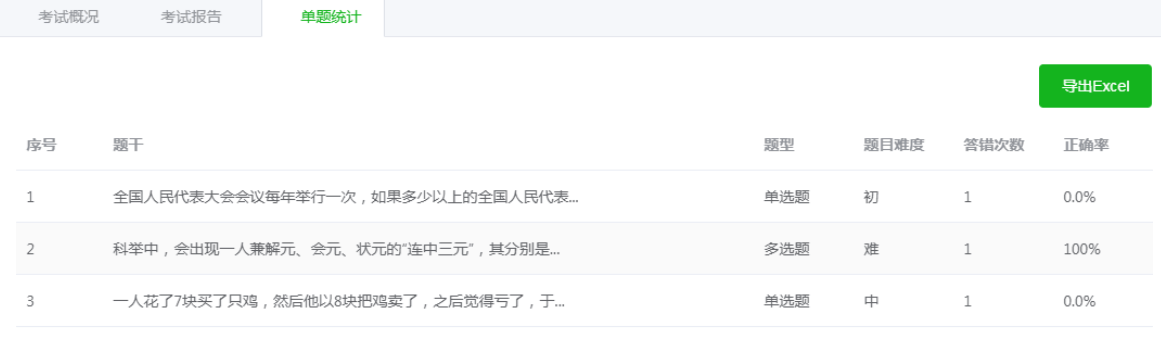 考试概况 考试报告 单题统计
导出Excel
序号 题干 题型 题目难度 答错次数 正确率
1 全国人民代表大会会议每年举行一次，如果多少以上的全国人民代表... 单选题 初 1 0.0%
2 科举中，会出现一人兼解元、会元、状元的“连中三元”，其分别是... 多选题 难 1 100%
3 一人花了7块买了只鸡，然后他以8块把鸡卖了，之后觉得亏了，于... 单选题 中 1 0.0%